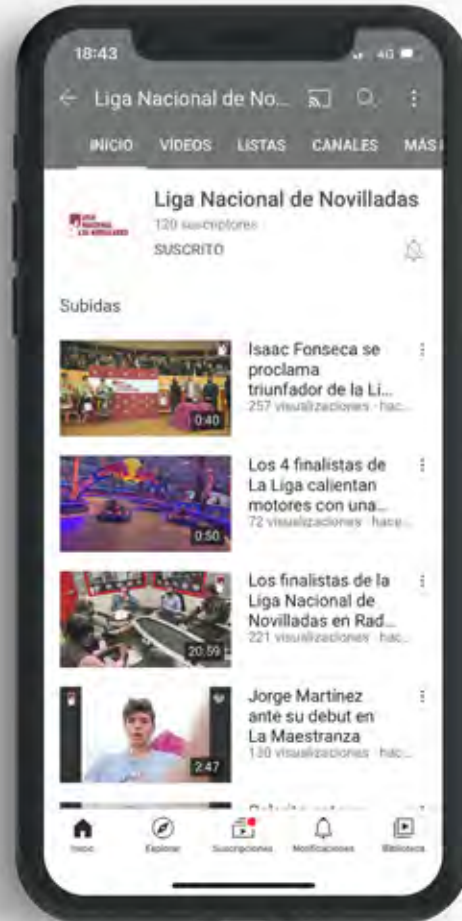 18:43
4G
Liga Nacional de No...
INICIO VÍDEOS LISTAS CANALES MÁS
LIGA
NACIONAL
DE NOVILLADAS
Liga Nacional de Novilladas
120 suscriptores
SUSCRITO
Subidas
Isaac Fonseca se
proclama
triunfador de la Li...
257 visualizaciones · hac...
0:40
Los 4 finalistas de
La Liga calientan
motores con una...
72 visualizaciones · hace...
0:50
Los finalistas de la
Liga Nacional de
Novilladas en Rad...
221 visualizaciones · hac...
20:59
Jorge Martínez
ante su debut en
La Maestranza
130 visualizaciones · hac...
2:47
Inicio Explorar Suscripciones Notificaciones Biblioteca